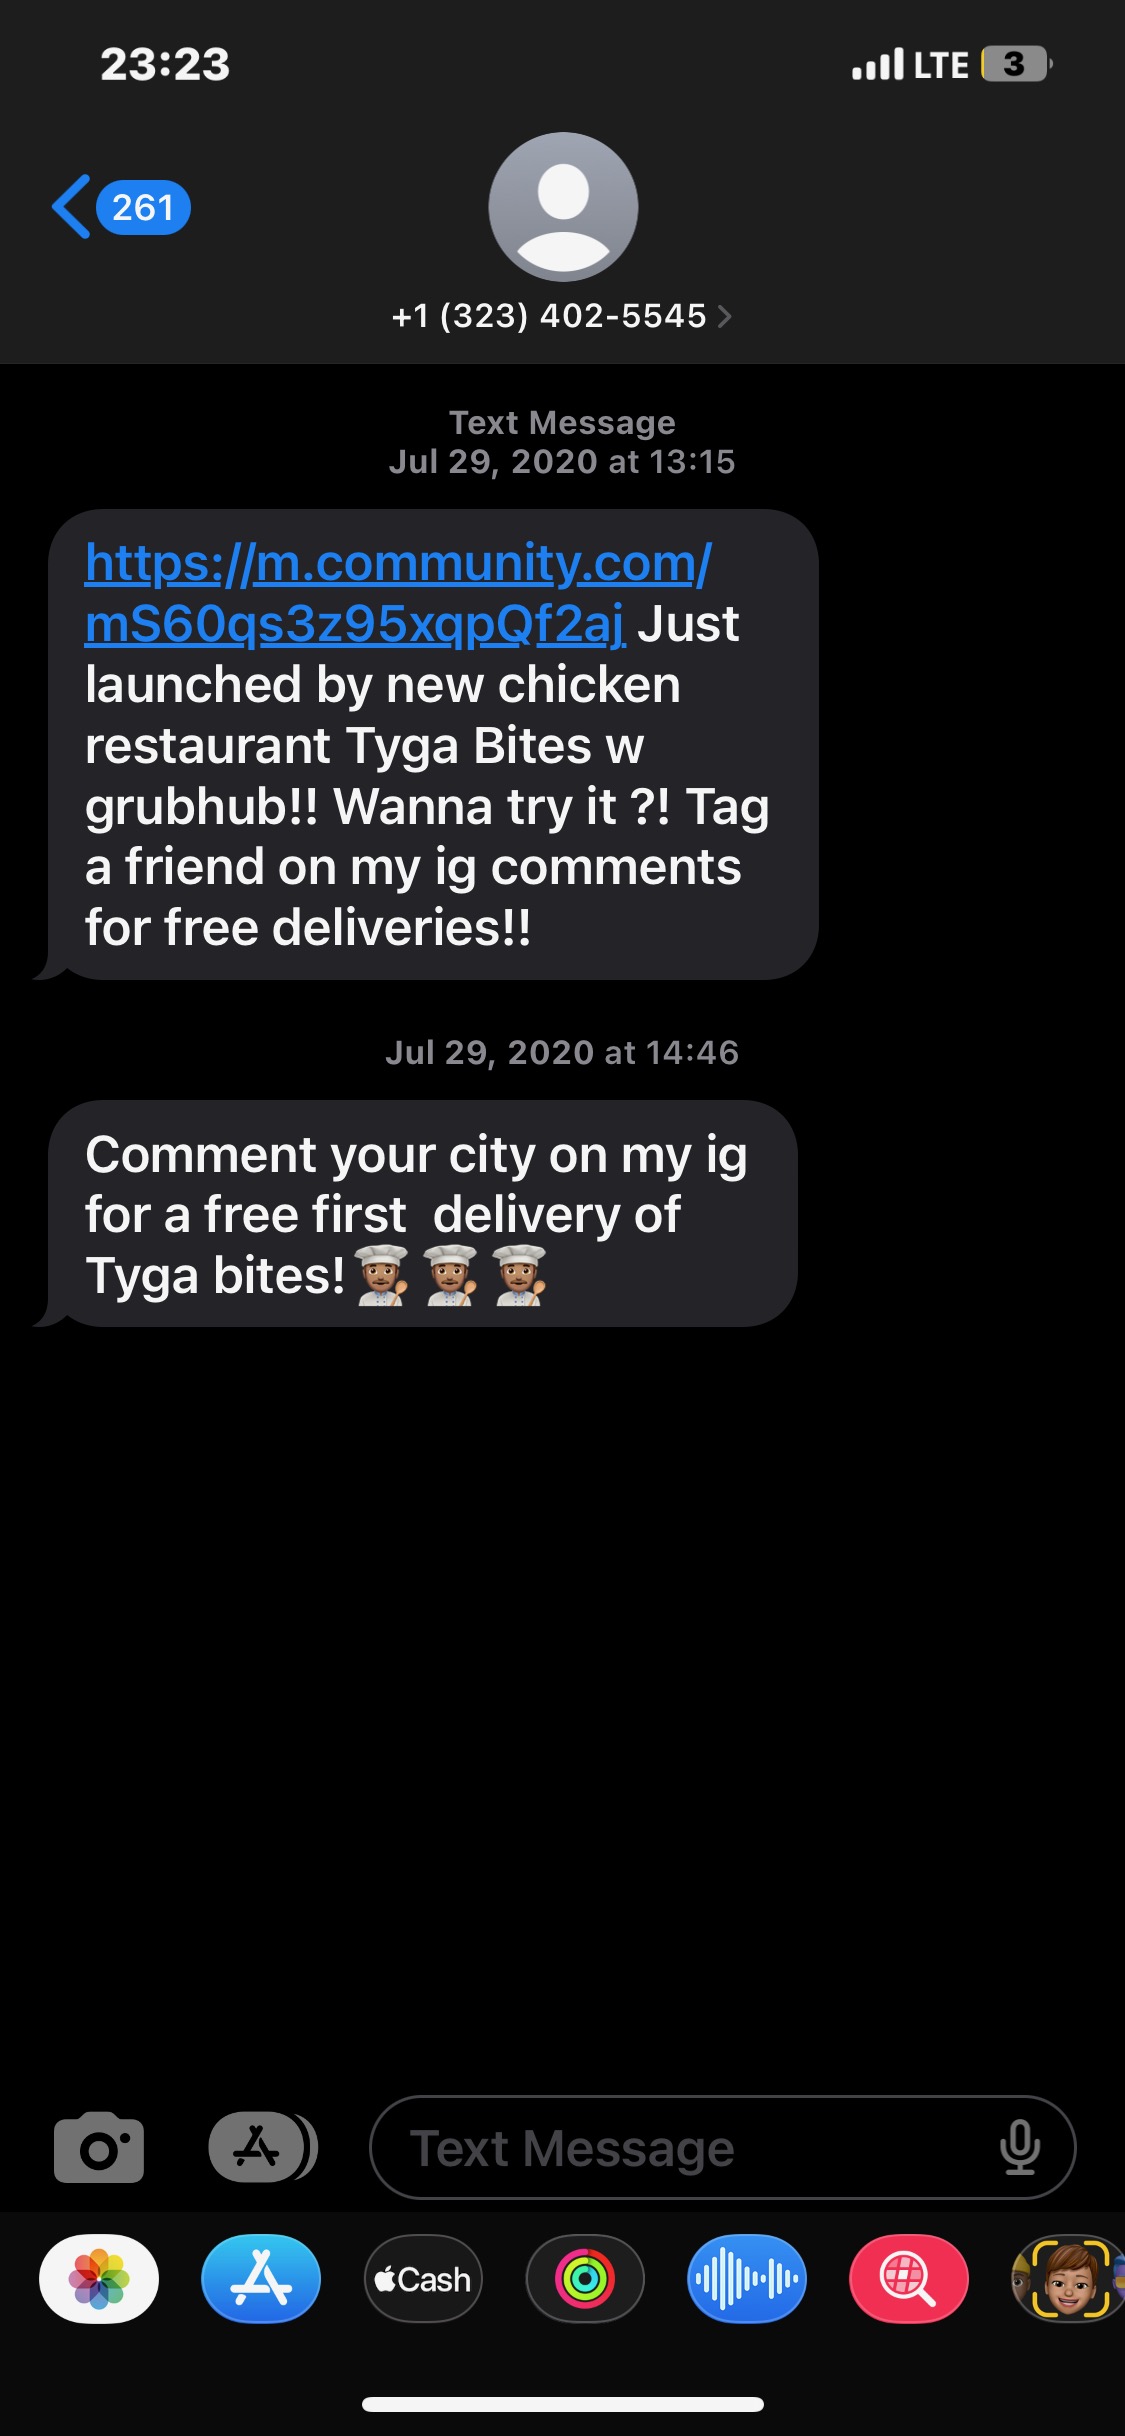 23:23
LTE 3
261
+1 (323) 402-5545
Text Message
Jul 29, 2020 at 13:15
https://m.community.com/
mS60qs3z95xqpQf2aj Just
launched by new chicken
restaurant Tyga Bites w
grubhub!! Wanna try it ?! Tag
a friend on my ig comments
for free deliveries!!
Jul 29, 2020 at 14:46
Comment your city on my ig
for a free first  delivery of
Tyga bites!👨🏽‍🍳👨🏽‍🍳👨🏽‍🍳
Text Message
Cash